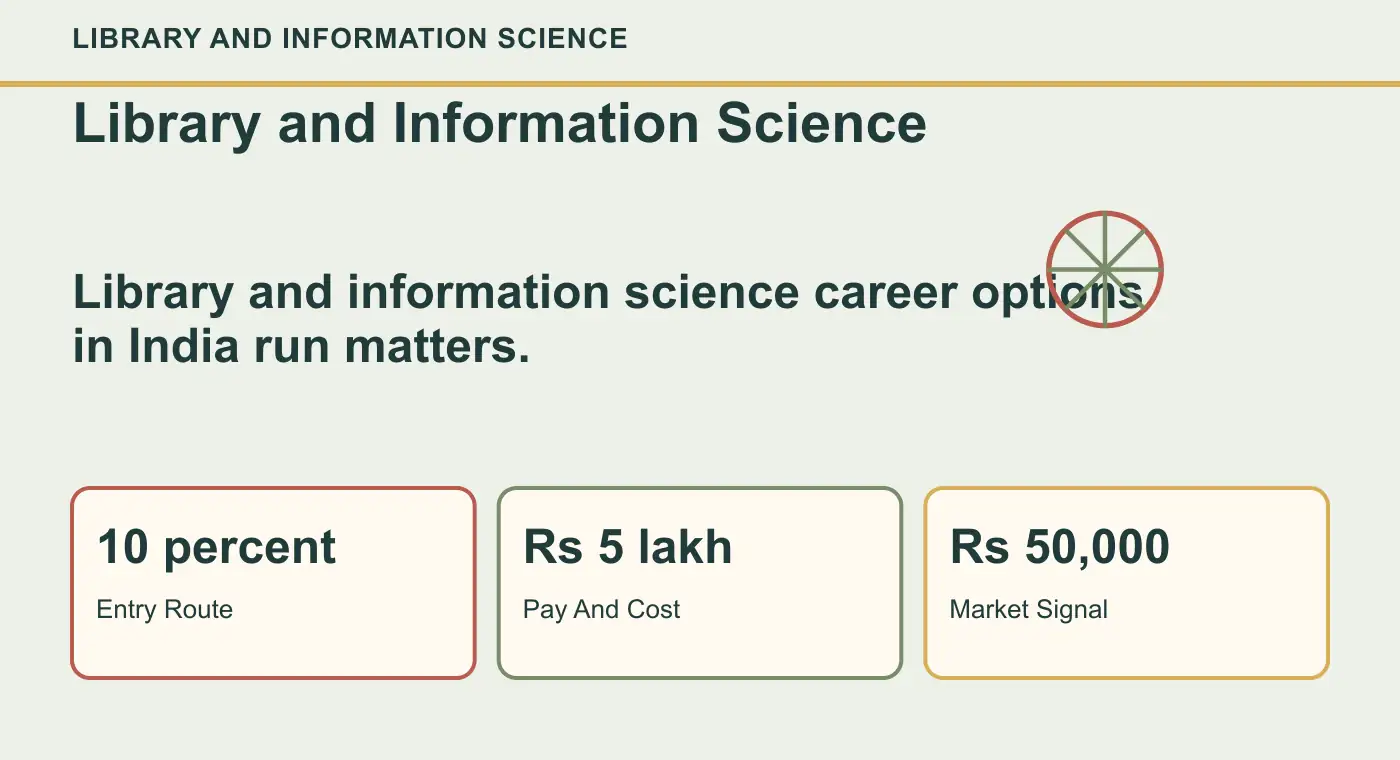 LIBRARY AND INFORMATION SCIENCE
Library and Information Science
Library and information science career options
in India run matters.
10 percent
Entry Route
Rs 5 lakh
Pay And Cost
Rs 50,000
Market Signal